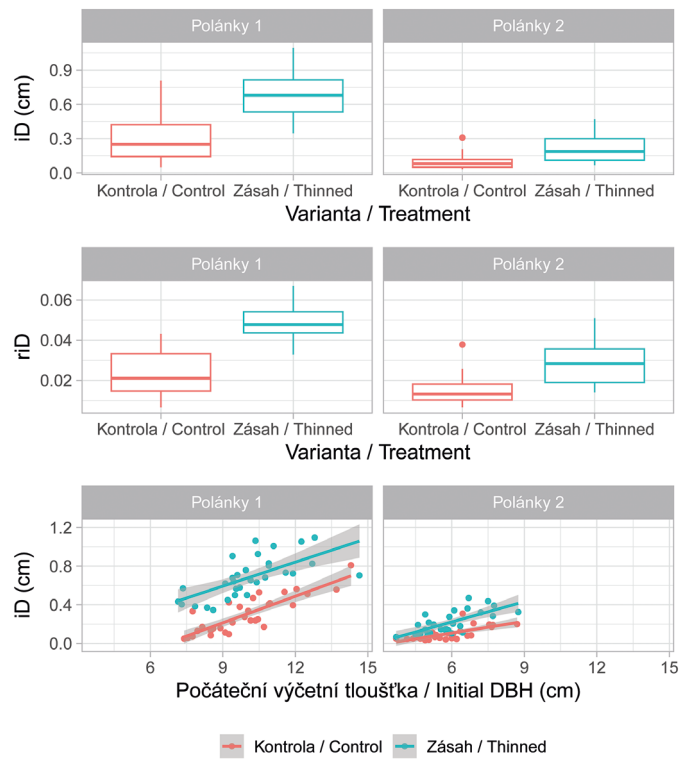 Polánky 1 Polánky 2
iD (cm)
0.9
0.6
0.3
0.0
Kontrola / Control Zásah / Thinned Kontrola / Control Zásah / Thinned
Varianta / Treatment
Polánky 1 Polánky 2
riD
0.06
0.04
0.02
Kontrola / Control Zásah / Thinned Kontrola / Control Zásah / Thinned
Varianta / Treatment
Polánky 1 Polánky 2
iD (cm)
1.2
0.8
0.4
0.0
6 9 12 15 6 9 12 15
Počáteční výčetní tloušťka / Initial DBH (cm)
Kontrola / Control Zásah / Thinned